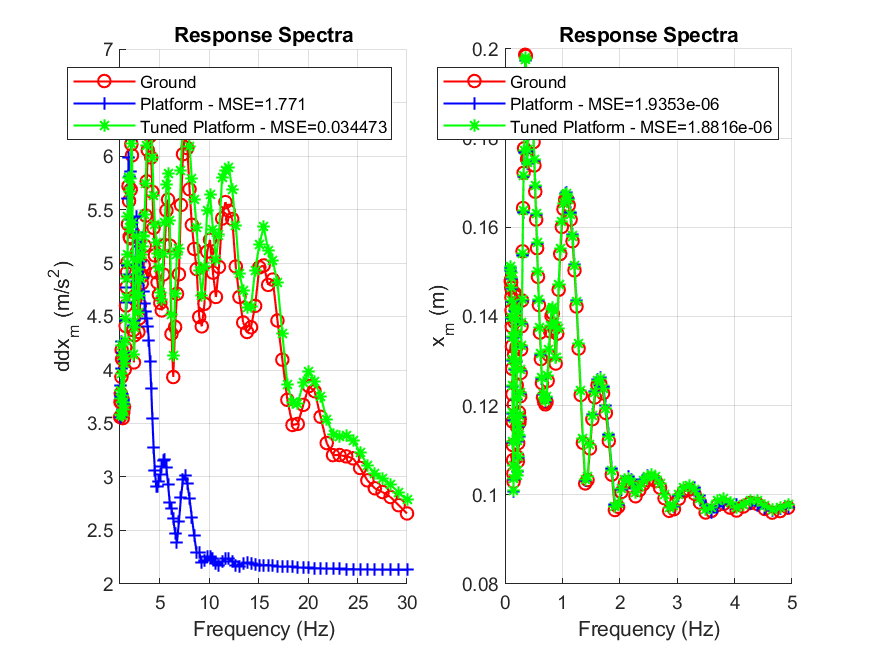 Response Spectra
7
6
5.5
5
4.5
4
3.5
3
2.5
2
ddx_m (m/s^2)
5 10 15 20 25 30
Frequency (Hz)
Ground
Platform - MSE=1.771
Tuned Platform - MSE=0.034473
Response Spectra
0.2
0.18
0.16
0.14
0.12
0.1
0.08
x_m (m)
0 1 2 3 4 5
Frequency (Hz)
Ground
Platform - MSE=1.9353e-06
Tuned Platform - MSE=1.8816e-06